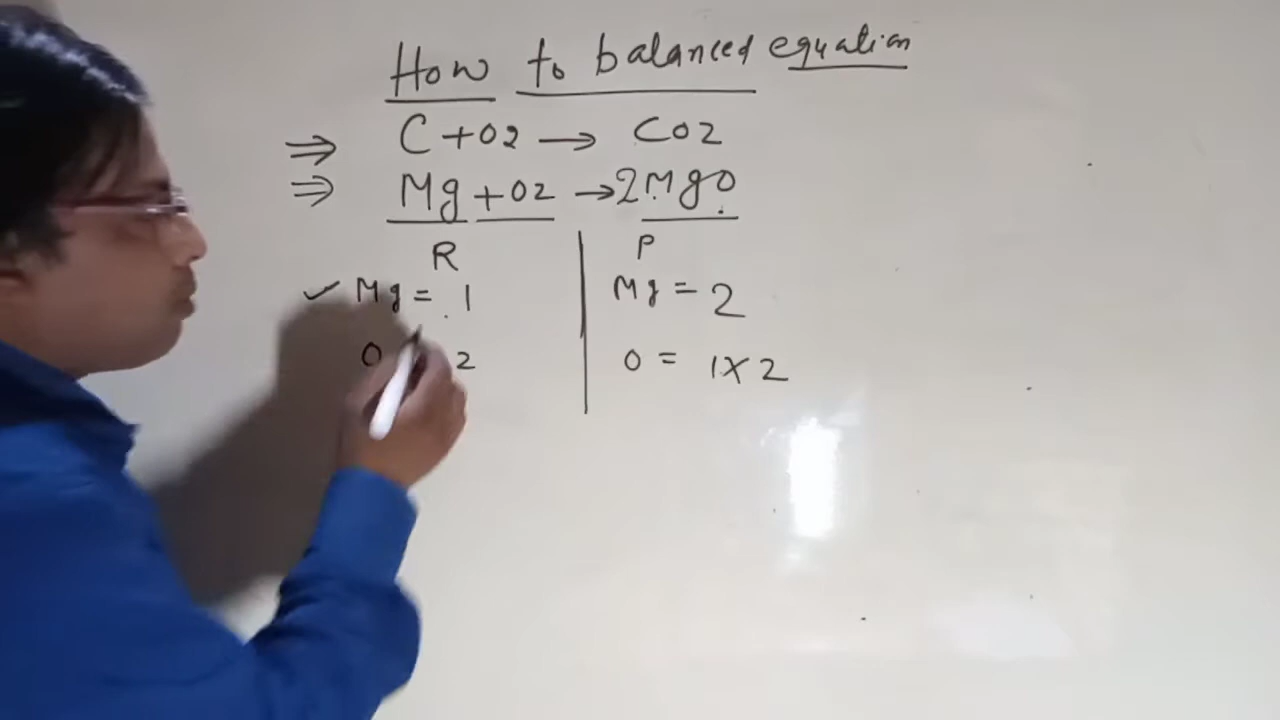 How to balanced equation
⇒ C + O2 → CO2
⇒ Mg + O2 → 2MgO
R P
✓ Mg = 1 Mg = 2
O 2 O = 1 × 2